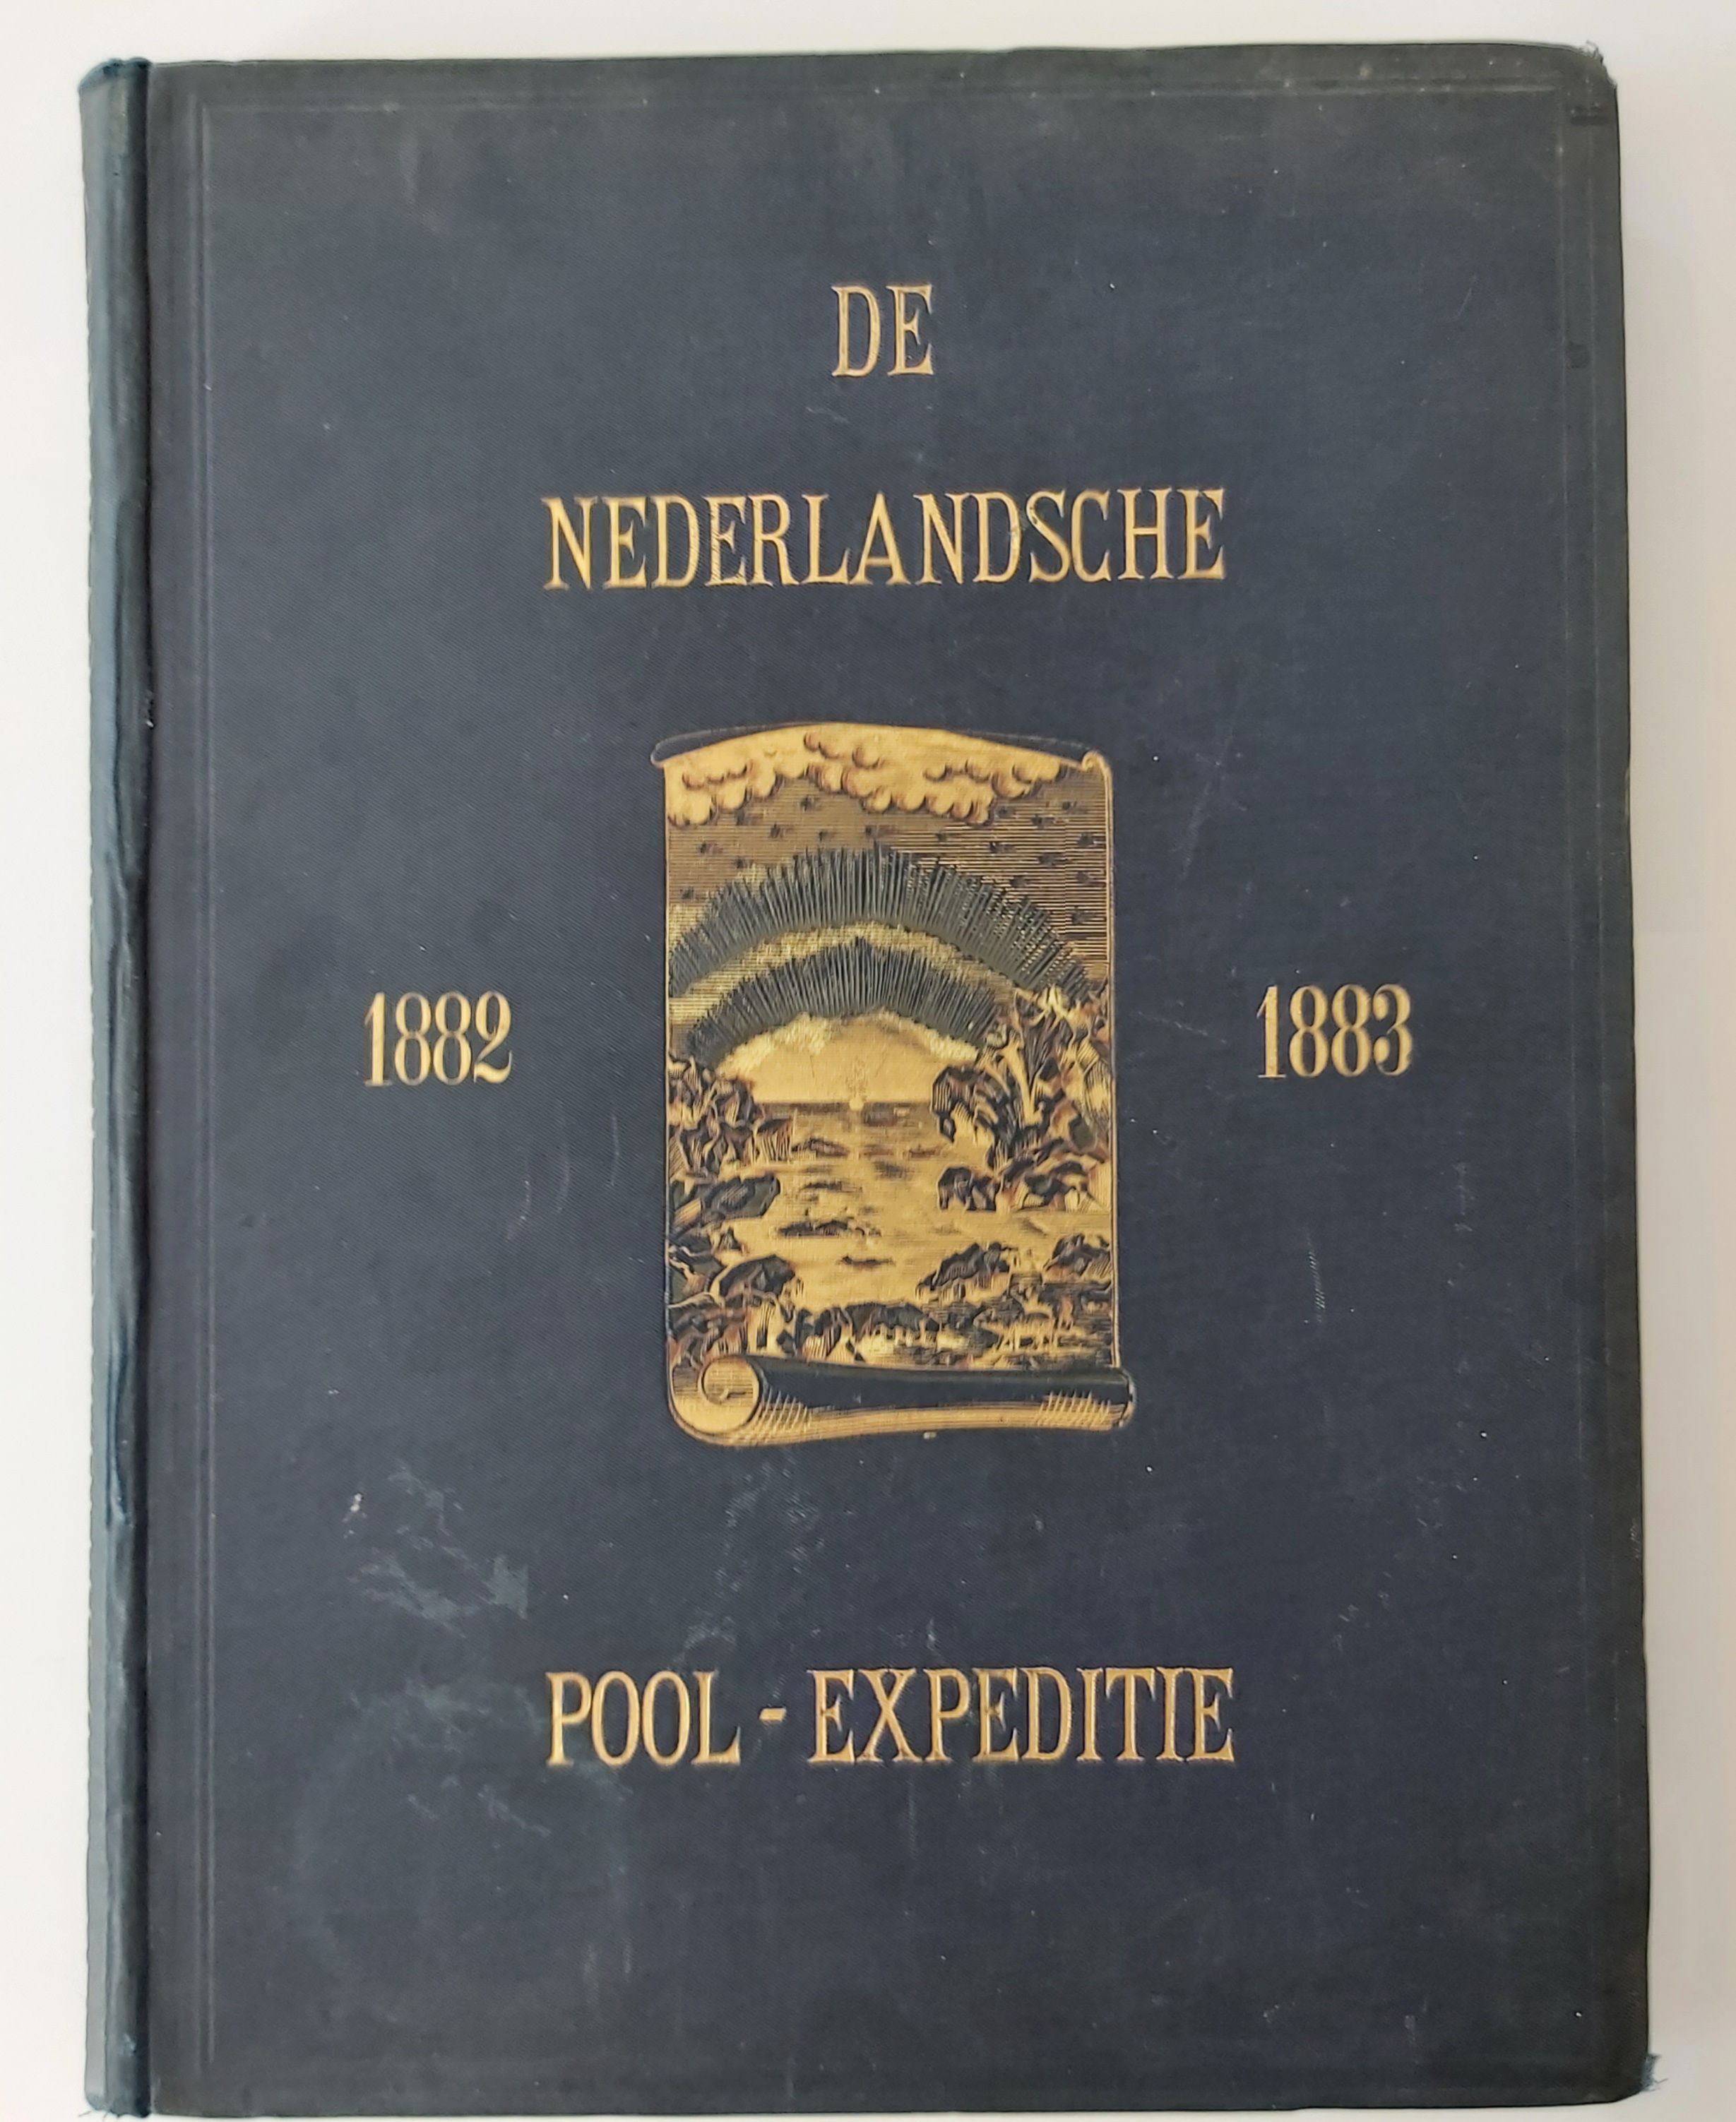 DE
NEDERLANDSCHE
1882 1883
POOL - EXPEDITIE